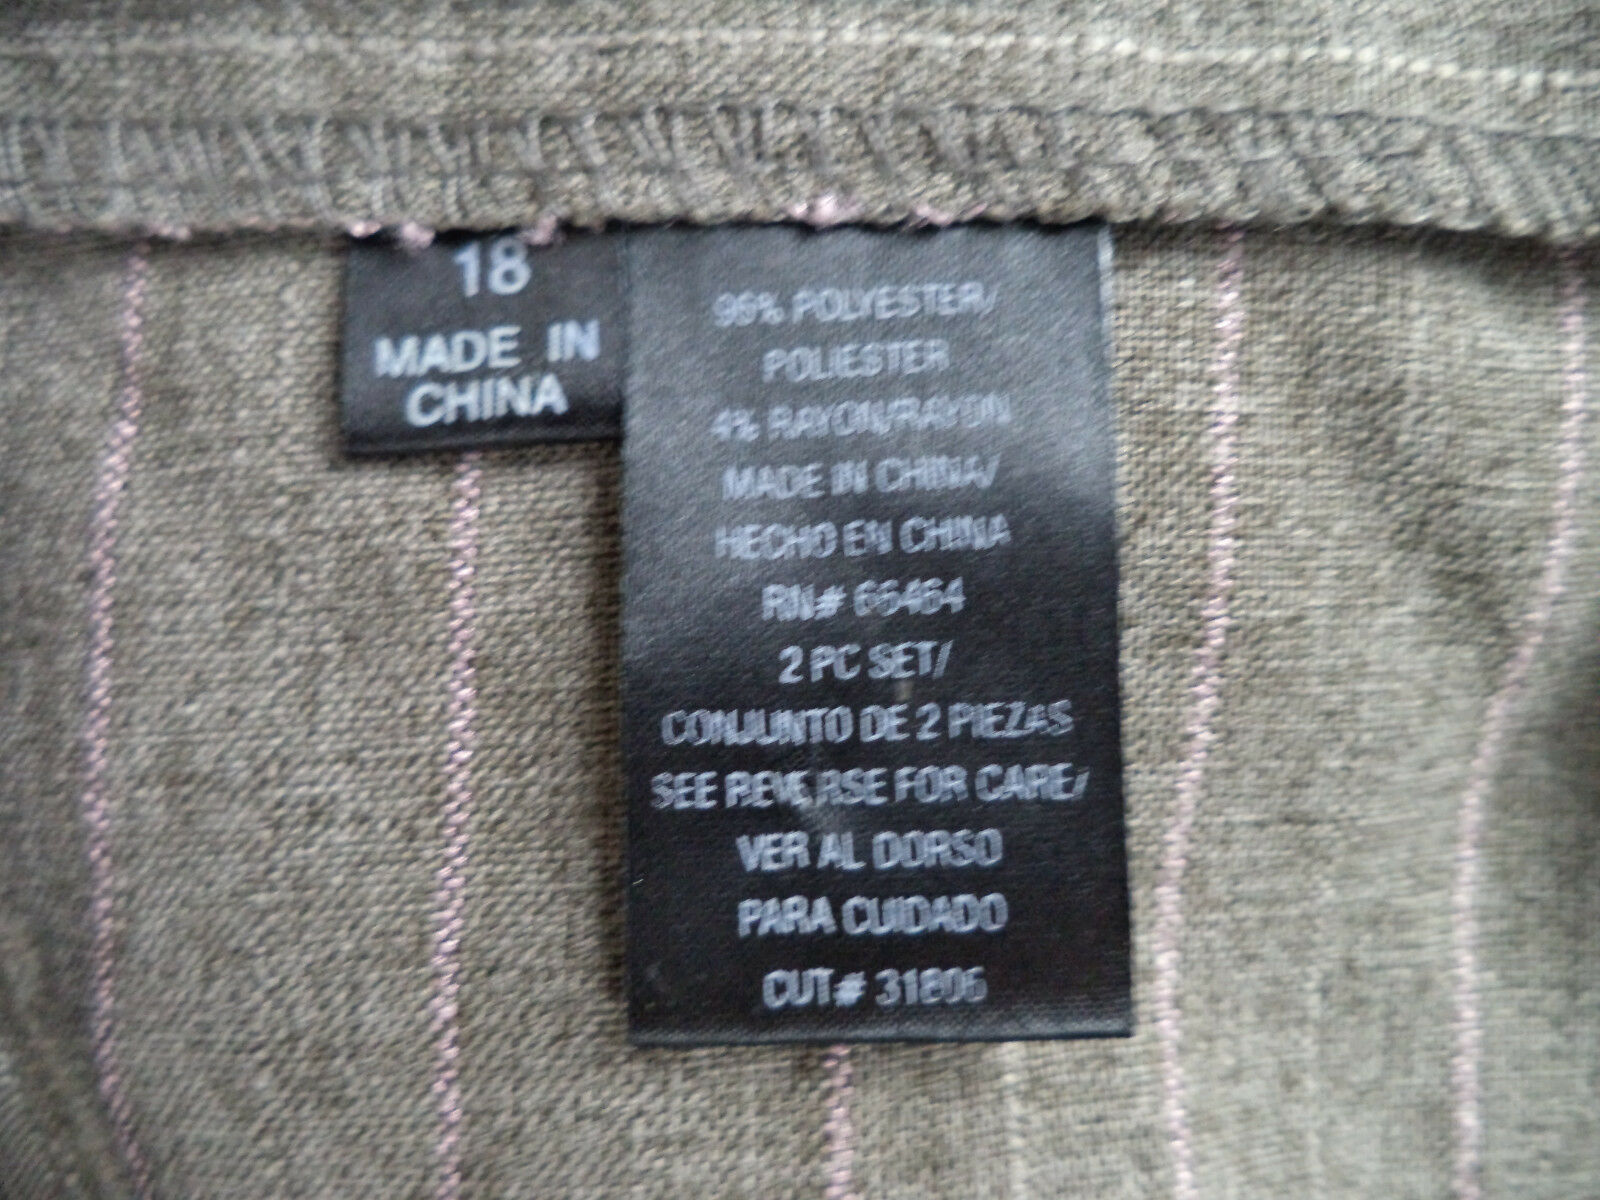 18
MADE IN
CHINA
96% POLYESTER/
POLIESTER
4% RAYON/RAYON
MADE IN CHINA/
HECHO EN CHINA
RN# 66464
2 PC SET/
CONJUNTO DE 2 PIEZAS
SEE REVERSE FOR CARE/
VER AL DORSO
PARA CUIDADO
CUT# 31806